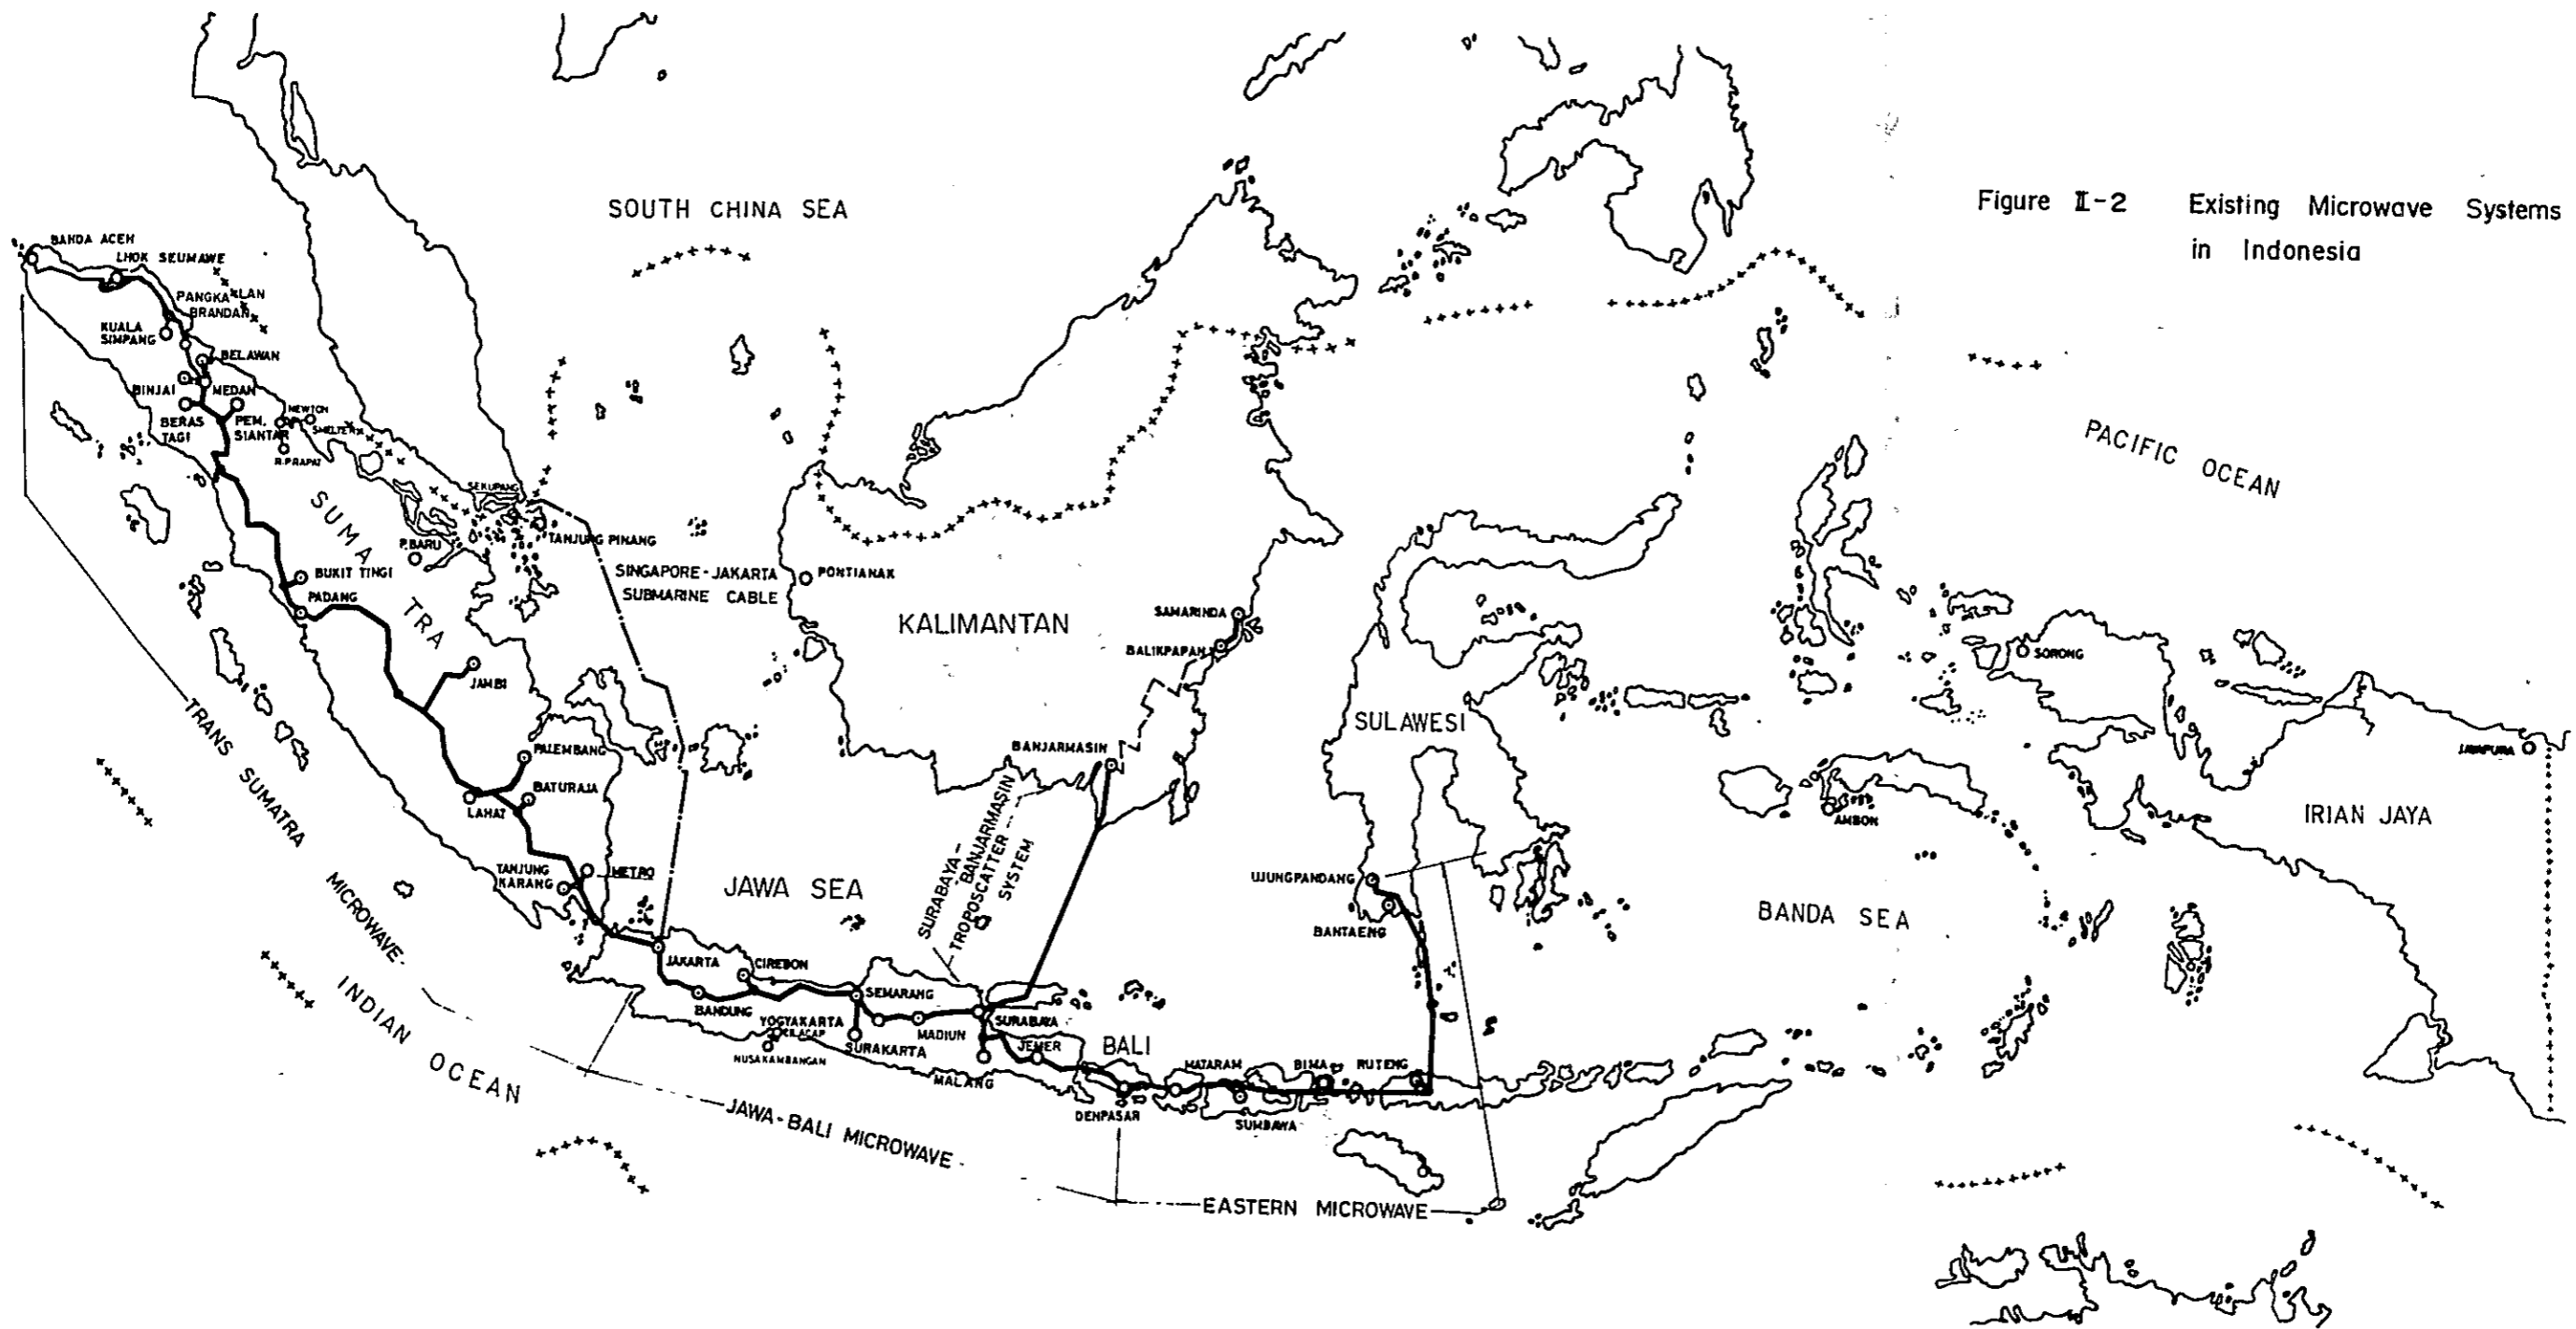 Figure II-2 Existing Microwave Systems
in Indonesia
SOUTH CHINA SEA
PACIFIC OCEAN
BANDA ACEH
LHOK SEUMAWE
PANGKALAN
BRANDAN
KUALA
SIMPANG
BELAWAN
BINJAI
MEDAN
BERAS
TAGI
PEM.
SIANTAR
NEWTON
SHELTER
R.PRAPAT
SUMATRA
SEKUPANG
TANJUNG PINANG
P.BARU
BUKIT TINGI
PADANG
SINGAPORE-JAKARTA
SUBMARINE CABLE
PONTIANAK
KALIMANTAN
SAMARINDA
BALIKPAPAN
JAMBI
SULAWESI
SORONG
JAYAPURA
BANJARMASIN
PALEMBANG
BATURAJA
LAHAT
TRANS SUMATRA MICROWAVE
TANJUNG
KARANG
METRO
JAWA SEA
SURABAYA-
BANJARMASIN
TROPOSCATTER
SYSTEM
UJUNGPANDANG
BANTAENG
AMBON
IRIAN JAYA
BANDA SEA
INDIAN OCEAN
JAKARTA
CIREBON
BANDUNG
SEMARANG
YOGYAKARTA
CILACAP
NUSAKAMBANGAN
SURAKARTA
MADIUN
SURABAYA
MALANG
JEMER
BALI
DENPASAR
MATARAM
SUMBAWA
BIMA
RUTENG
JAWA-BALI MICROWAVE
EASTERN MICROWAVE